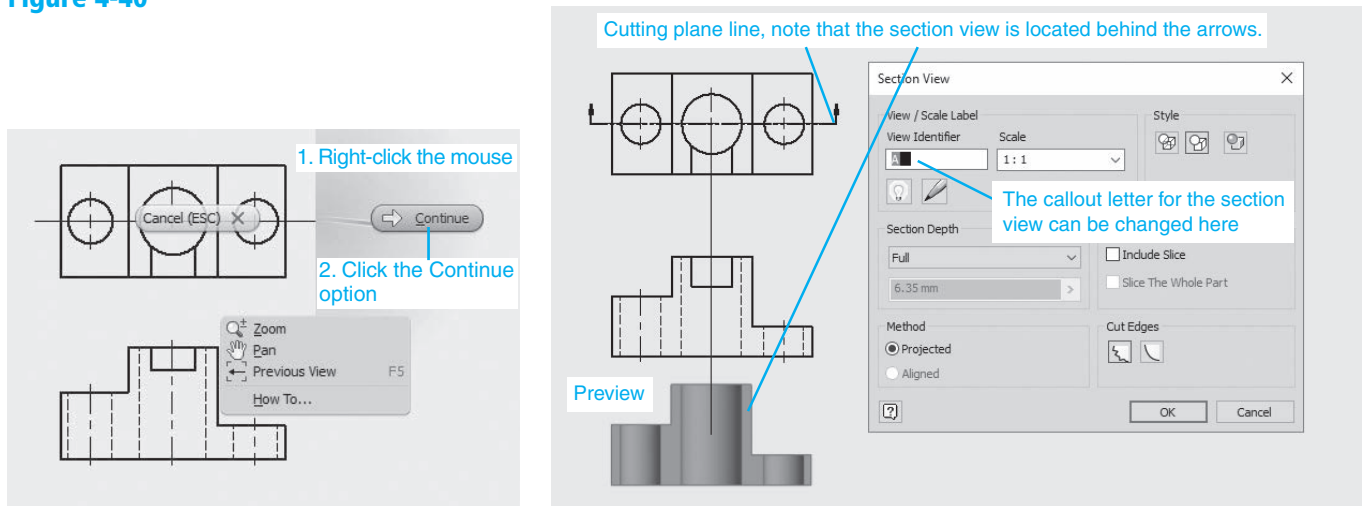 Figure 4-40
1. Right-click the mouse
Cancel (ESC)
Continue
2. Click the Continue
option
Zoom
Pan
Previous View F5
How To...
Cutting plane line, note that the section view is located behind the arrows.
Section View
View / Scale Label
Style
View Identifier
Scale
A
1 : 1
The callout letter for the section
view can be changed here
Section Depth
Full
6.35 mm
Include Slice
Slice The Whole Part
Method
Projected
Aligned
Cut Edges
OK
Cancel
Preview